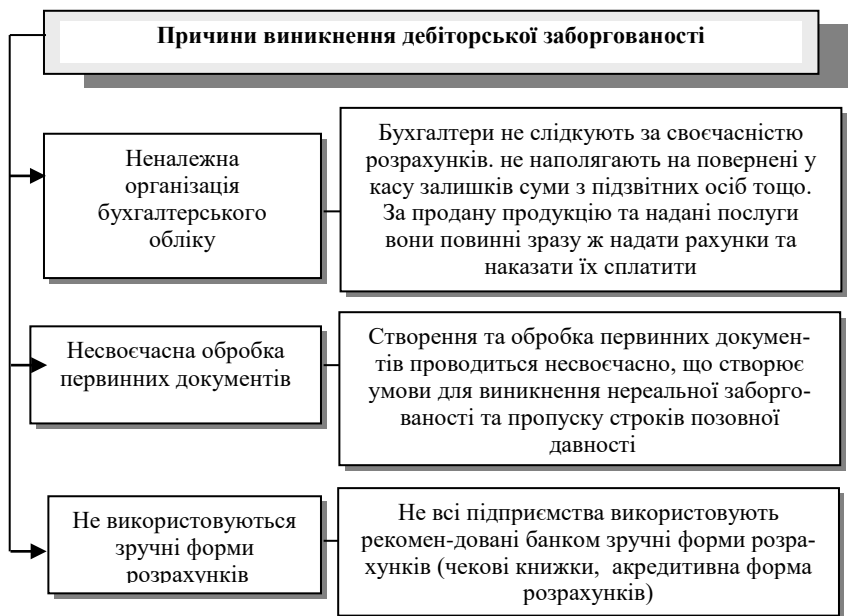 Причини виникнення дебіторської заборгованості
Неналежна
організація
бухгалтерського
обліку
Бухгалтери не слідкують за своєчасністю
розрахунків. не наполягають на повернені у
касу залишків суми з підзвітних осіб тощо.
За продану продукцію та надані послуги
вони повинні зразу ж надати рахунки та
наказати їх сплатити
Несвоєчасна обробка
первинних документів
Створення та обробка первинних докумен-
тів проводиться несвоєчасно, що створює
умови для виникнення нереальної заборго-
ваності та пропуску строків позовної
давності
Не використовуються
зручні форми
розрахунків
Не всі підприємства використовують
рекомен-довані банком зручні форми розра-
хунків (чекові книжки, акредитивна форма
розрахунків)